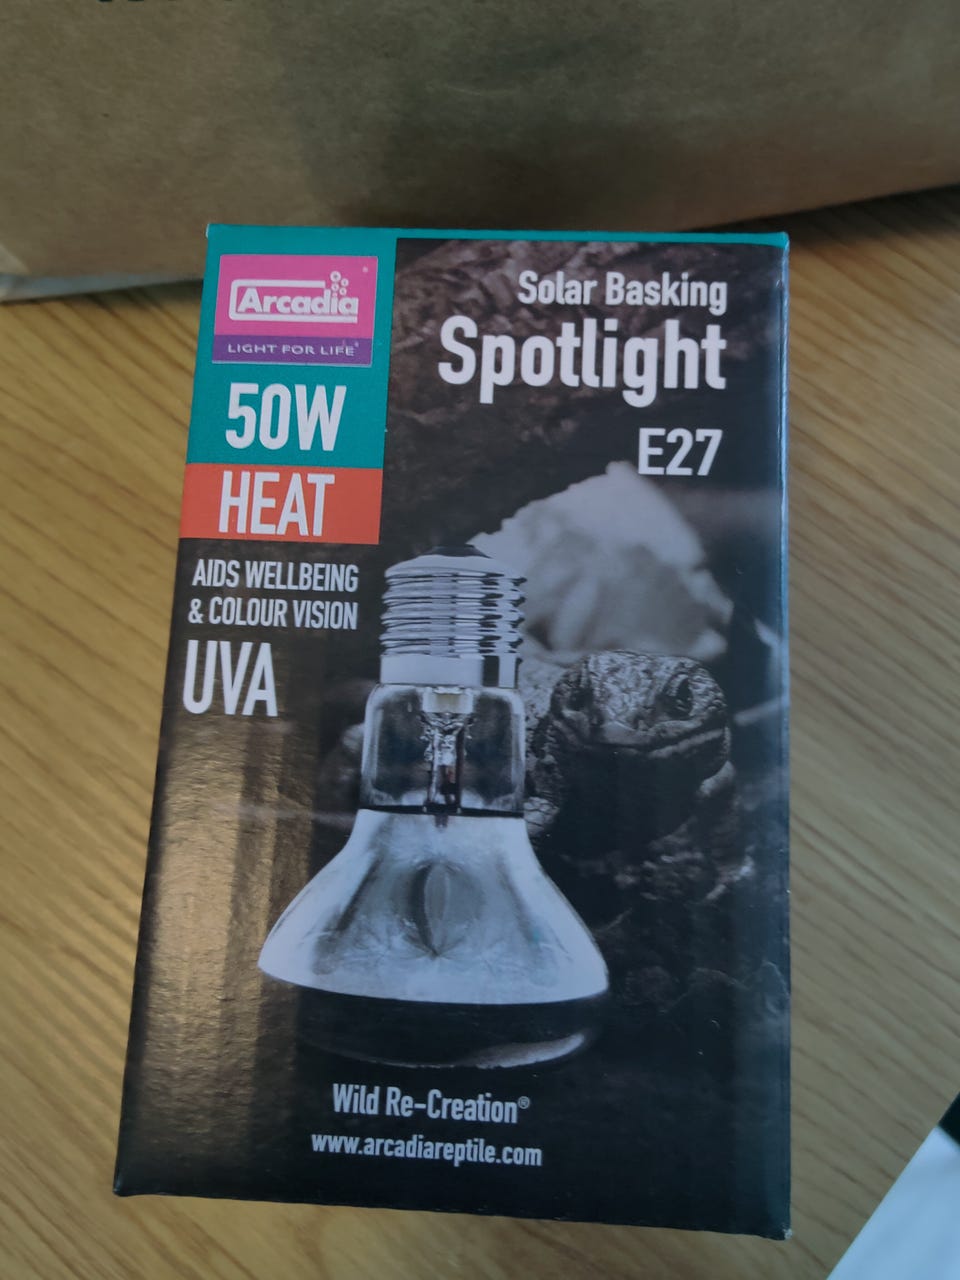 Arcadia
LIGHT FOR LIFE
50W
HEAT
AIDS WELLBEING
& COLOUR VISION
UVA
Solar Basking
Spotlight
E27
Wild Re-Creation®
www.arcadiareptile.com